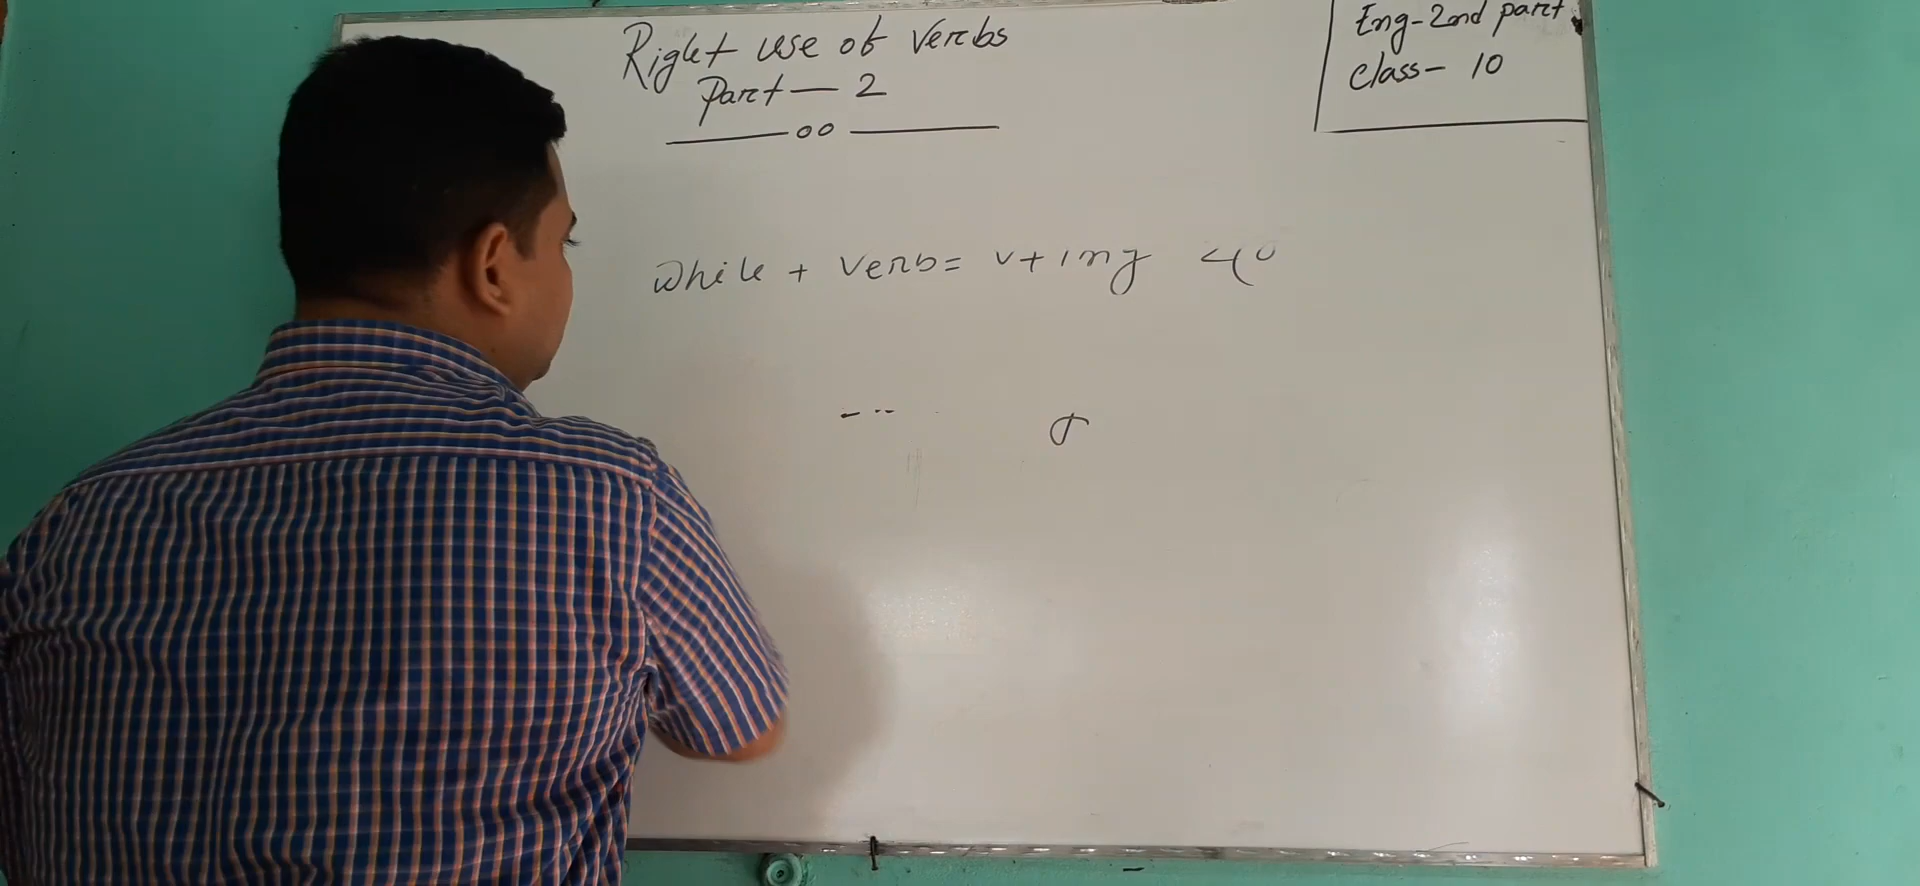 Right use of Verbs
Part — 2
Eng-2nd part
Class- 10
while + verb = v+ing